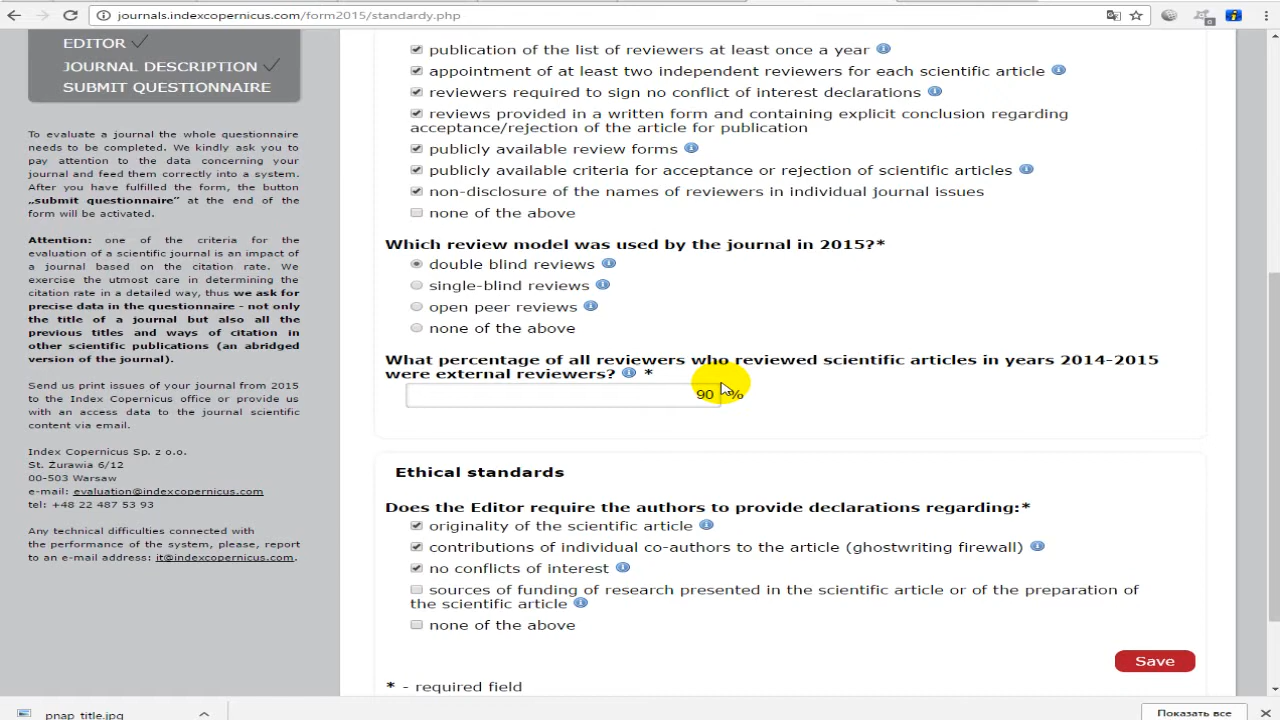 journals.indexcopernicus.com/form2015/standardy.php
EDITOR
JOURNAL DESCRIPTION
SUBMIT QUESTIONNAIRE
To evaluate a journal the whole questionnaire
needs to be completed. We kindly ask you to
pay attention to the data concerning your
journal and feed them correctly into a system.
After you have fulfilled the form, the button
„submit questionnaire" at the end of the
form will be activated.
Attention: one of the criteria for the
evaluation of a scientific journal is an impact of
a journal based on the citation rate. We
exercise the utmost care in determining the
citation rate in a detailed way, thus we ask for
precise data in the questionnaire - not only
the title of a journal but also all the
previous titles and ways of citation in
other scientific publications (an abridged
version of the journal).
Send us print issues of your journal from 2015
to the Index Copernicus office or provide us
with an access data to the journal scientific
content via email.
Index Copernicus Sp. z o.o.
St. Żurawia 6/12
00-503 Warsaw
e-mail: evaluation@indexcopernicus.com
tel: +48 22 487 53 93
Any technical difficulties connected with
the performance of the system, please, report
to an e-mail address: it@indexcopernicus.com.
publication of the list of reviewers at least once a year
appointment of at least two independent reviewers for each scientific article
reviewers required to sign no conflict of interest declarations
reviews provided in a written form and containing explicit conclusion regarding
acceptance/rejection of the article for publication
publicly available review forms
publicly available criteria for acceptance or rejection of scientific articles
non-disclosure of the names of reviewers in individual journal issues
none of the above
Which review model was used by the journal in 2015?*
double blind reviews
single-blind reviews
open peer reviews
none of the above
What percentage of all reviewers who reviewed scientific articles in years 2014-2015
were external reviewers? *
90 %
Ethical standards
Does the Editor require the authors to provide declarations regarding:*
originality of the scientific article
contributions of individual co-authors to the article (ghostwriting firewall)
no conflicts of interest
sources of funding of research presented in the scientific article or of the preparation of
the scientific article
none of the above
Save
* - required field
pnap_title.jpg
Показать все